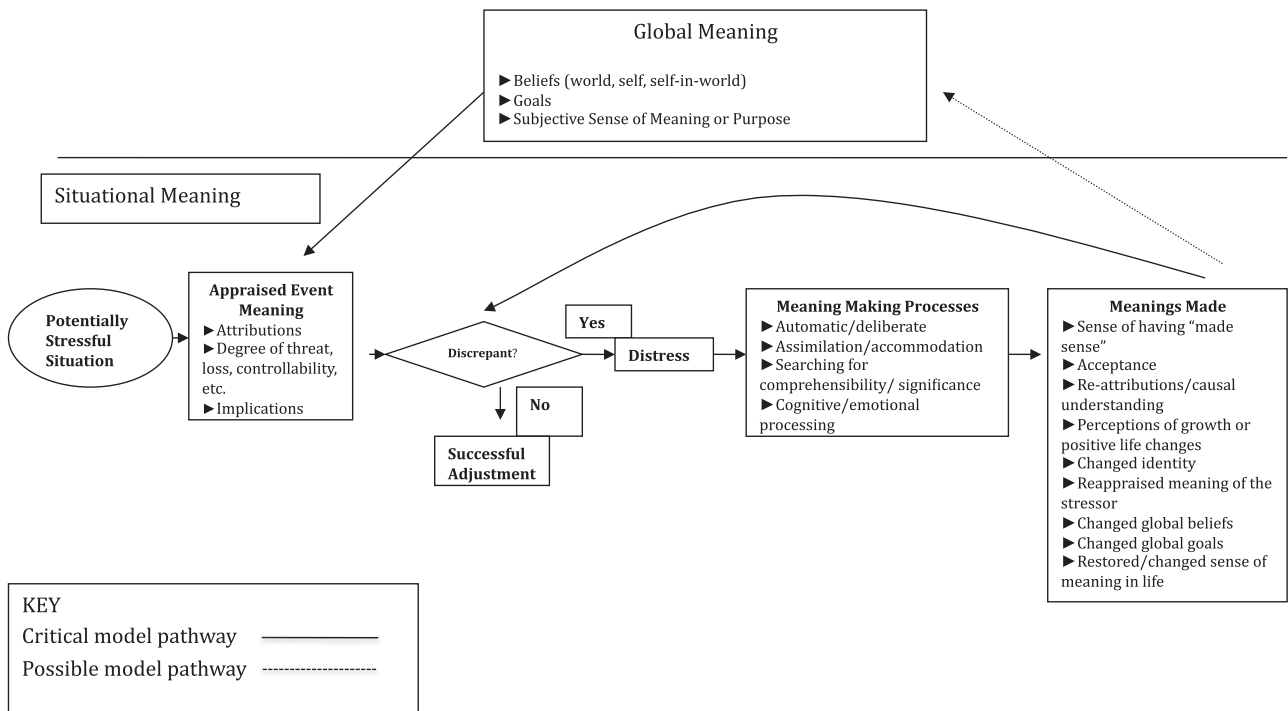 Global Meaning
►Beliefs (world, self, self-in-world)
►Goals
►Subjective Sense of Meaning or Purpose
Situational Meaning
Potentially
Stressful
Situation
Appraised Event
Meaning
►Attributions
►Degree of threat,
loss, controllability,
etc.
►Implications
Discrepant?
Yes
Distress
No
Successful
Adjustment
Meaning Making Processes
►Automatic/deliberate
►Assimilation/accommodation
►Searching for
comprehensibility/ significance
►Cognitive/emotional
processing
Meanings Made
►Sense of having “made
sense”
►Acceptance
►Re-attributions/causal
understanding
►Perceptions of growth or
positive life changes
►Changed identity
►Reappraised meaning of the
stressor
►Changed global beliefs
►Changed global goals
►Restored/changed sense of
meaning in life
KEY
Critical model pathway
Possible model pathway